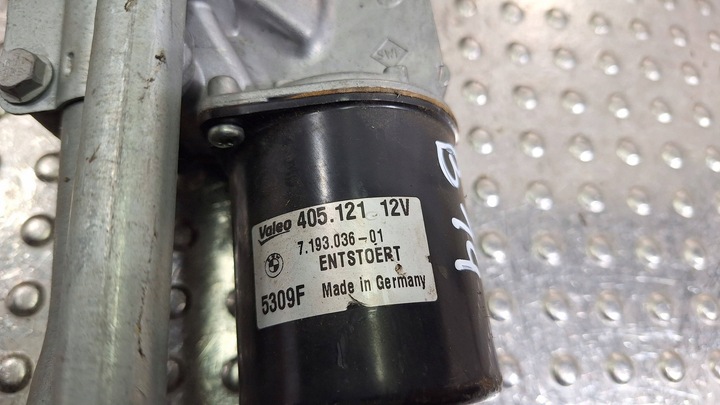 Valeo 405.121 12V
7.193.036-01
ENTSTOERT
5309F Made in Germany